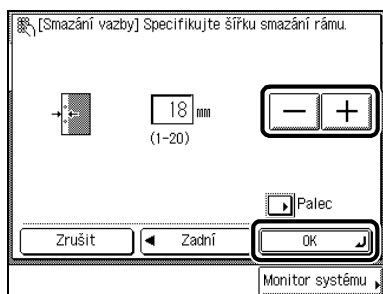 [Smazání vazby] Specifikujte šířku smazání rámu.
18 mm
(1-20)
− +
Palec
Zrušit ◄ Zadní OK
Monitor systému